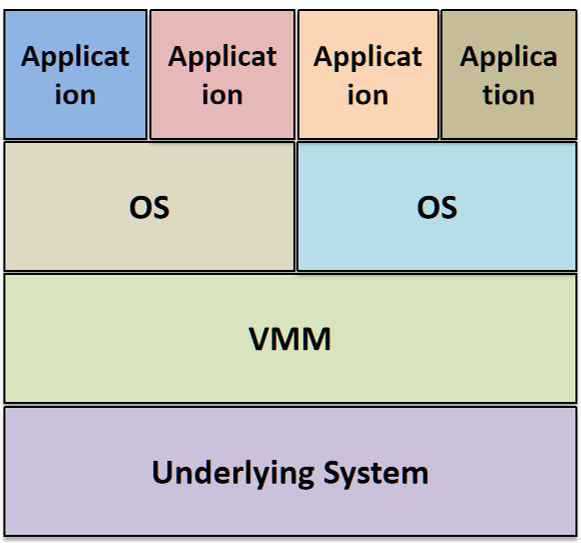 Applicat
ion
Applicat
ion
Applicat
ion
Applica
tion
OS
OS
VMM
Underlying System